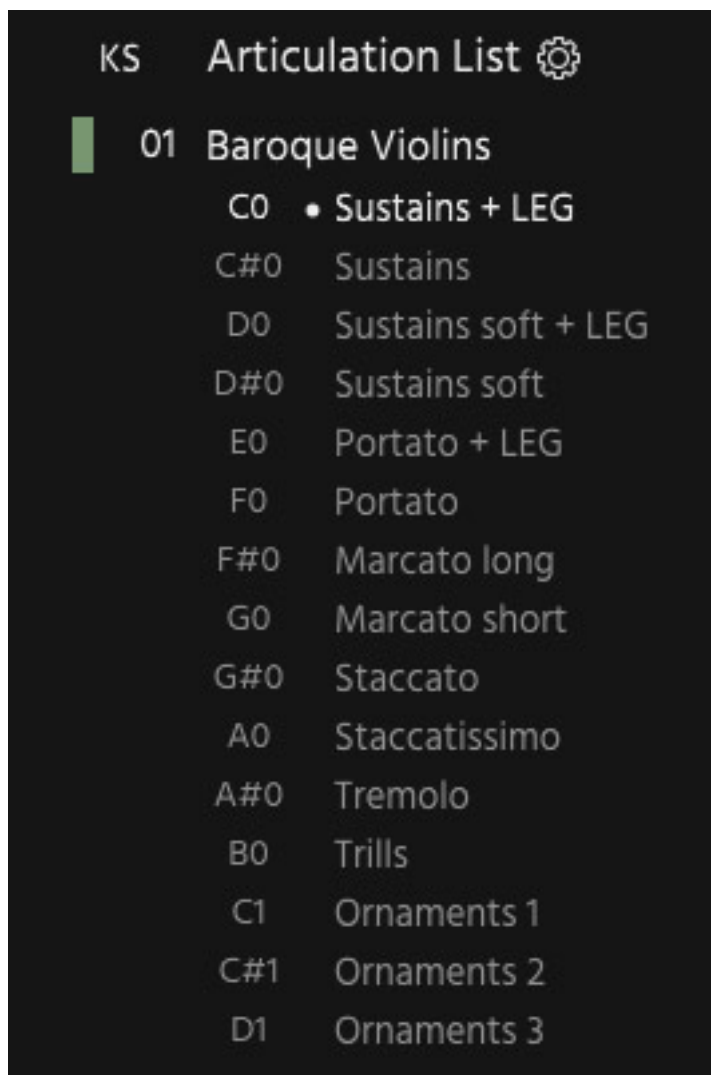 KS Articulation List
01 Baroque Violins
C0 • Sustains + LEG
C#0 Sustains
D0 Sustains soft + LEG
D#0 Sustains soft
E0 Portato + LEG
F0 Portato
F#0 Marcato long
G0 Marcato short
G#0 Staccato
A0 Staccatissimo
A#0 Tremolo
B0 Trills
C1 Ornaments 1
C#1 Ornaments 2
D1 Ornaments 3